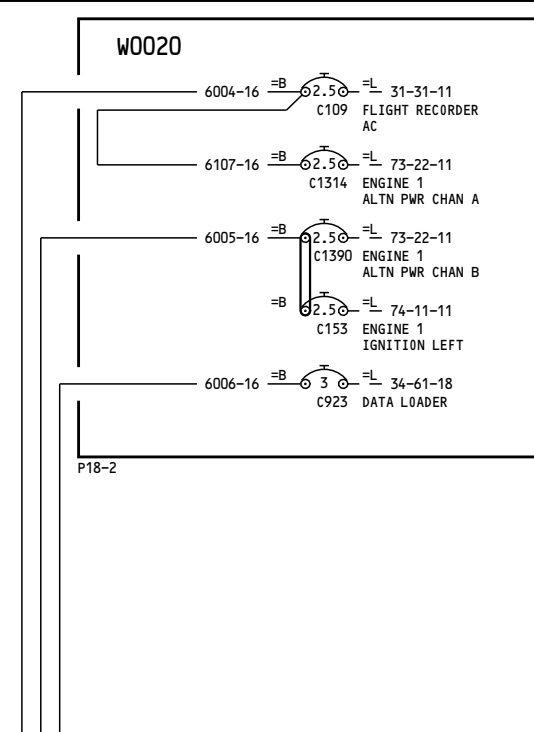 W0020
6004-16 =B 2.5 =L 31-31-11
C109 FLIGHT RECORDER
AC
6107-16 =B 2.5 =L 73-22-11
C1314 ENGINE 1
ALTN PWR CHAN A
6005-16 =B 2.5 =L 73-22-11
C1390 ENGINE 1
ALTN PWR CHAN B
=B 2.5 =L 74-11-11
C153 ENGINE 1
IGNITION LEFT
6006-16 =B 3 =L 34-61-18
C923 DATA LOADER
P18-2